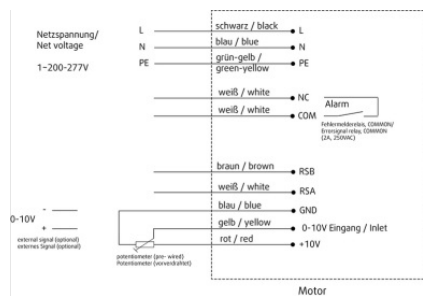 Netzspannung/
Net voltage
1~200-277V
L
schwarz / black
L
N
blau / blue
N
PE
grün-gelb /
green-yellow
PE
weiß / white
NC
Alarm
weiß / white
COM
Fehlermelderelais, COMMON/
Errorsignal relay, COMMON
(2A, 250VAC)
braun / brown
RSB
weiß / white
RSA
blau / blue
GND
0-10V
-
+
gelb / yellow
0-10V Eingang / Inlet
rot / red
+10V
external signal (optional)
externes Signal (optional)
potentiometer (pre- wired)
Potentiometer (vorverdrahtet)
Motor